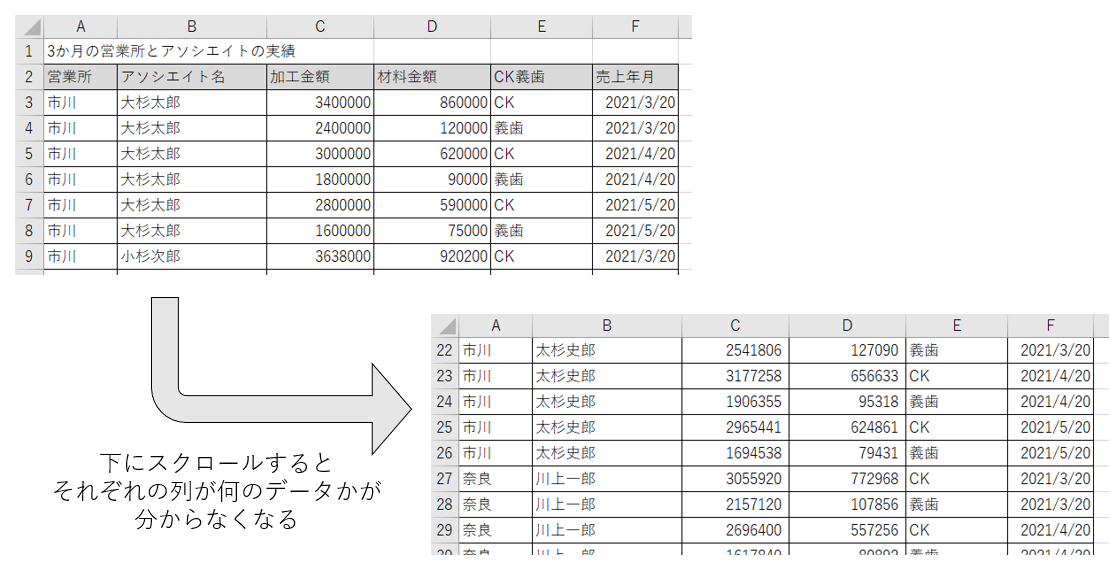 A B C D E F
1 3か月の営業所とアソシエイトの実績
2 営業所 アソシエイト名 加工金額 材料金額 CK義歯 売上年月
3 市川 大杉太郎 3400000 860000 CK 2021/3/20
4 市川 大杉太郎 2400000 120000 義歯 2021/3/20
5 市川 大杉太郎 3000000 620000 CK 2021/4/20
6 市川 大杉太郎 1800000 90000 義歯 2021/4/20
7 市川 大杉太郎 2800000 590000 CK 2021/5/20
8 市川 大杉太郎 1600000 75000 義歯 2021/5/20
9 市川 小杉次郎 3638000 920200 CK 2021/3/20
下にスクロールすると
それぞれの列が何のデータかが
分からなくなる
A B C D E F
22 市川 太杉史郎 2541806 127090 義歯 2021/3/20
23 市川 太杉史郎 3177258 656633 CK 2021/4/20
24 市川 太杉史郎 1906355 95318 義歯 2021/4/20
25 市川 太杉史郎 2965441 624861 CK 2021/5/20
26 市川 太杉史郎 1694538 79431 義歯 2021/5/20
27 奈良 川上一郎 3055920 772968 CK 2021/3/20
28 奈良 川上一郎 2157120 107856 義歯 2021/3/20
29 奈良 川上一郎 2696400 557256 CK 2021/4/20